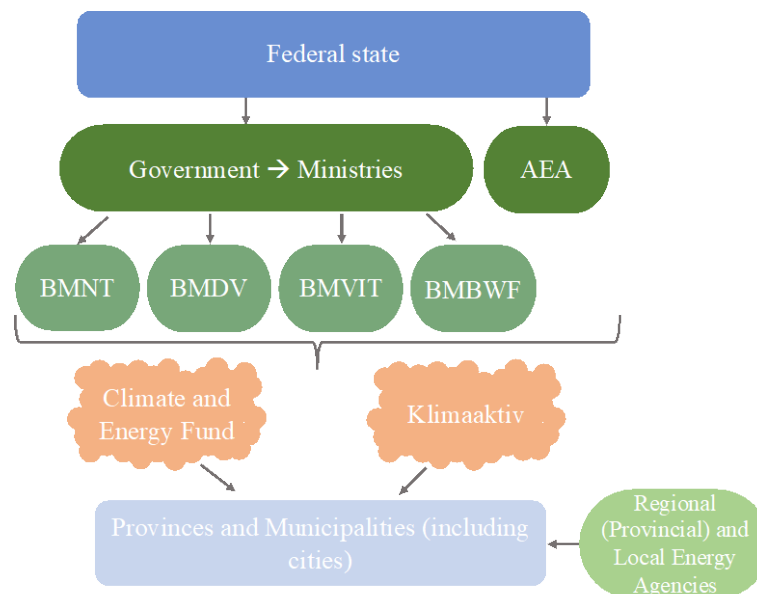 Federal state
Government → Ministries
AEA
BMNT
BMDV
BMVIT
BMBWF
Climate and
Energy Fund
Klimaaktiv
Provinces and Municipalities (including
cities)
Regional
(Provincial) and
Local Energy
Agencies